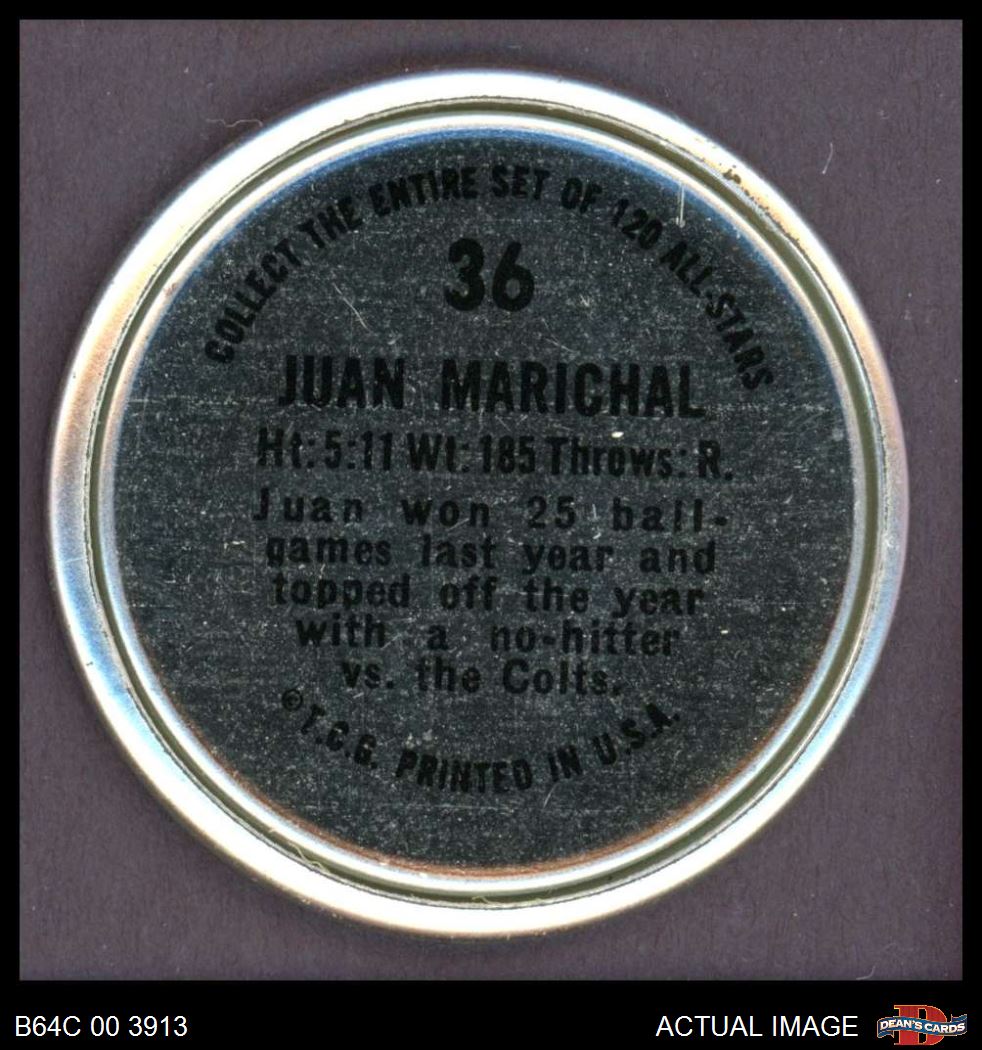 COLLECT THE ENTIRE SET OF 120 ALL-STARS
36
JUAN MARICHAL
Ht: 5:11 Wt: 185 Throws: R.
Juan won 25 ball-
games last year and
topped off the year
with a no-hitter
vs. the Colts.
© T.C.G. PRINTED IN U.S.A.
B64C 00 3913
ACTUAL IMAGE
D
DEAN'S CARDS